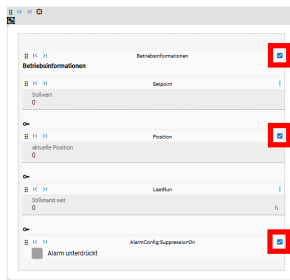 Betriebsinformationen
Betriebsinformationen
Setpoint
Sollwert
0
Position
aktuelle Position
0
LastRun
Stillstand seit
0 h
AlarmConfig.SuppressionOn
Alarm unterdrückt